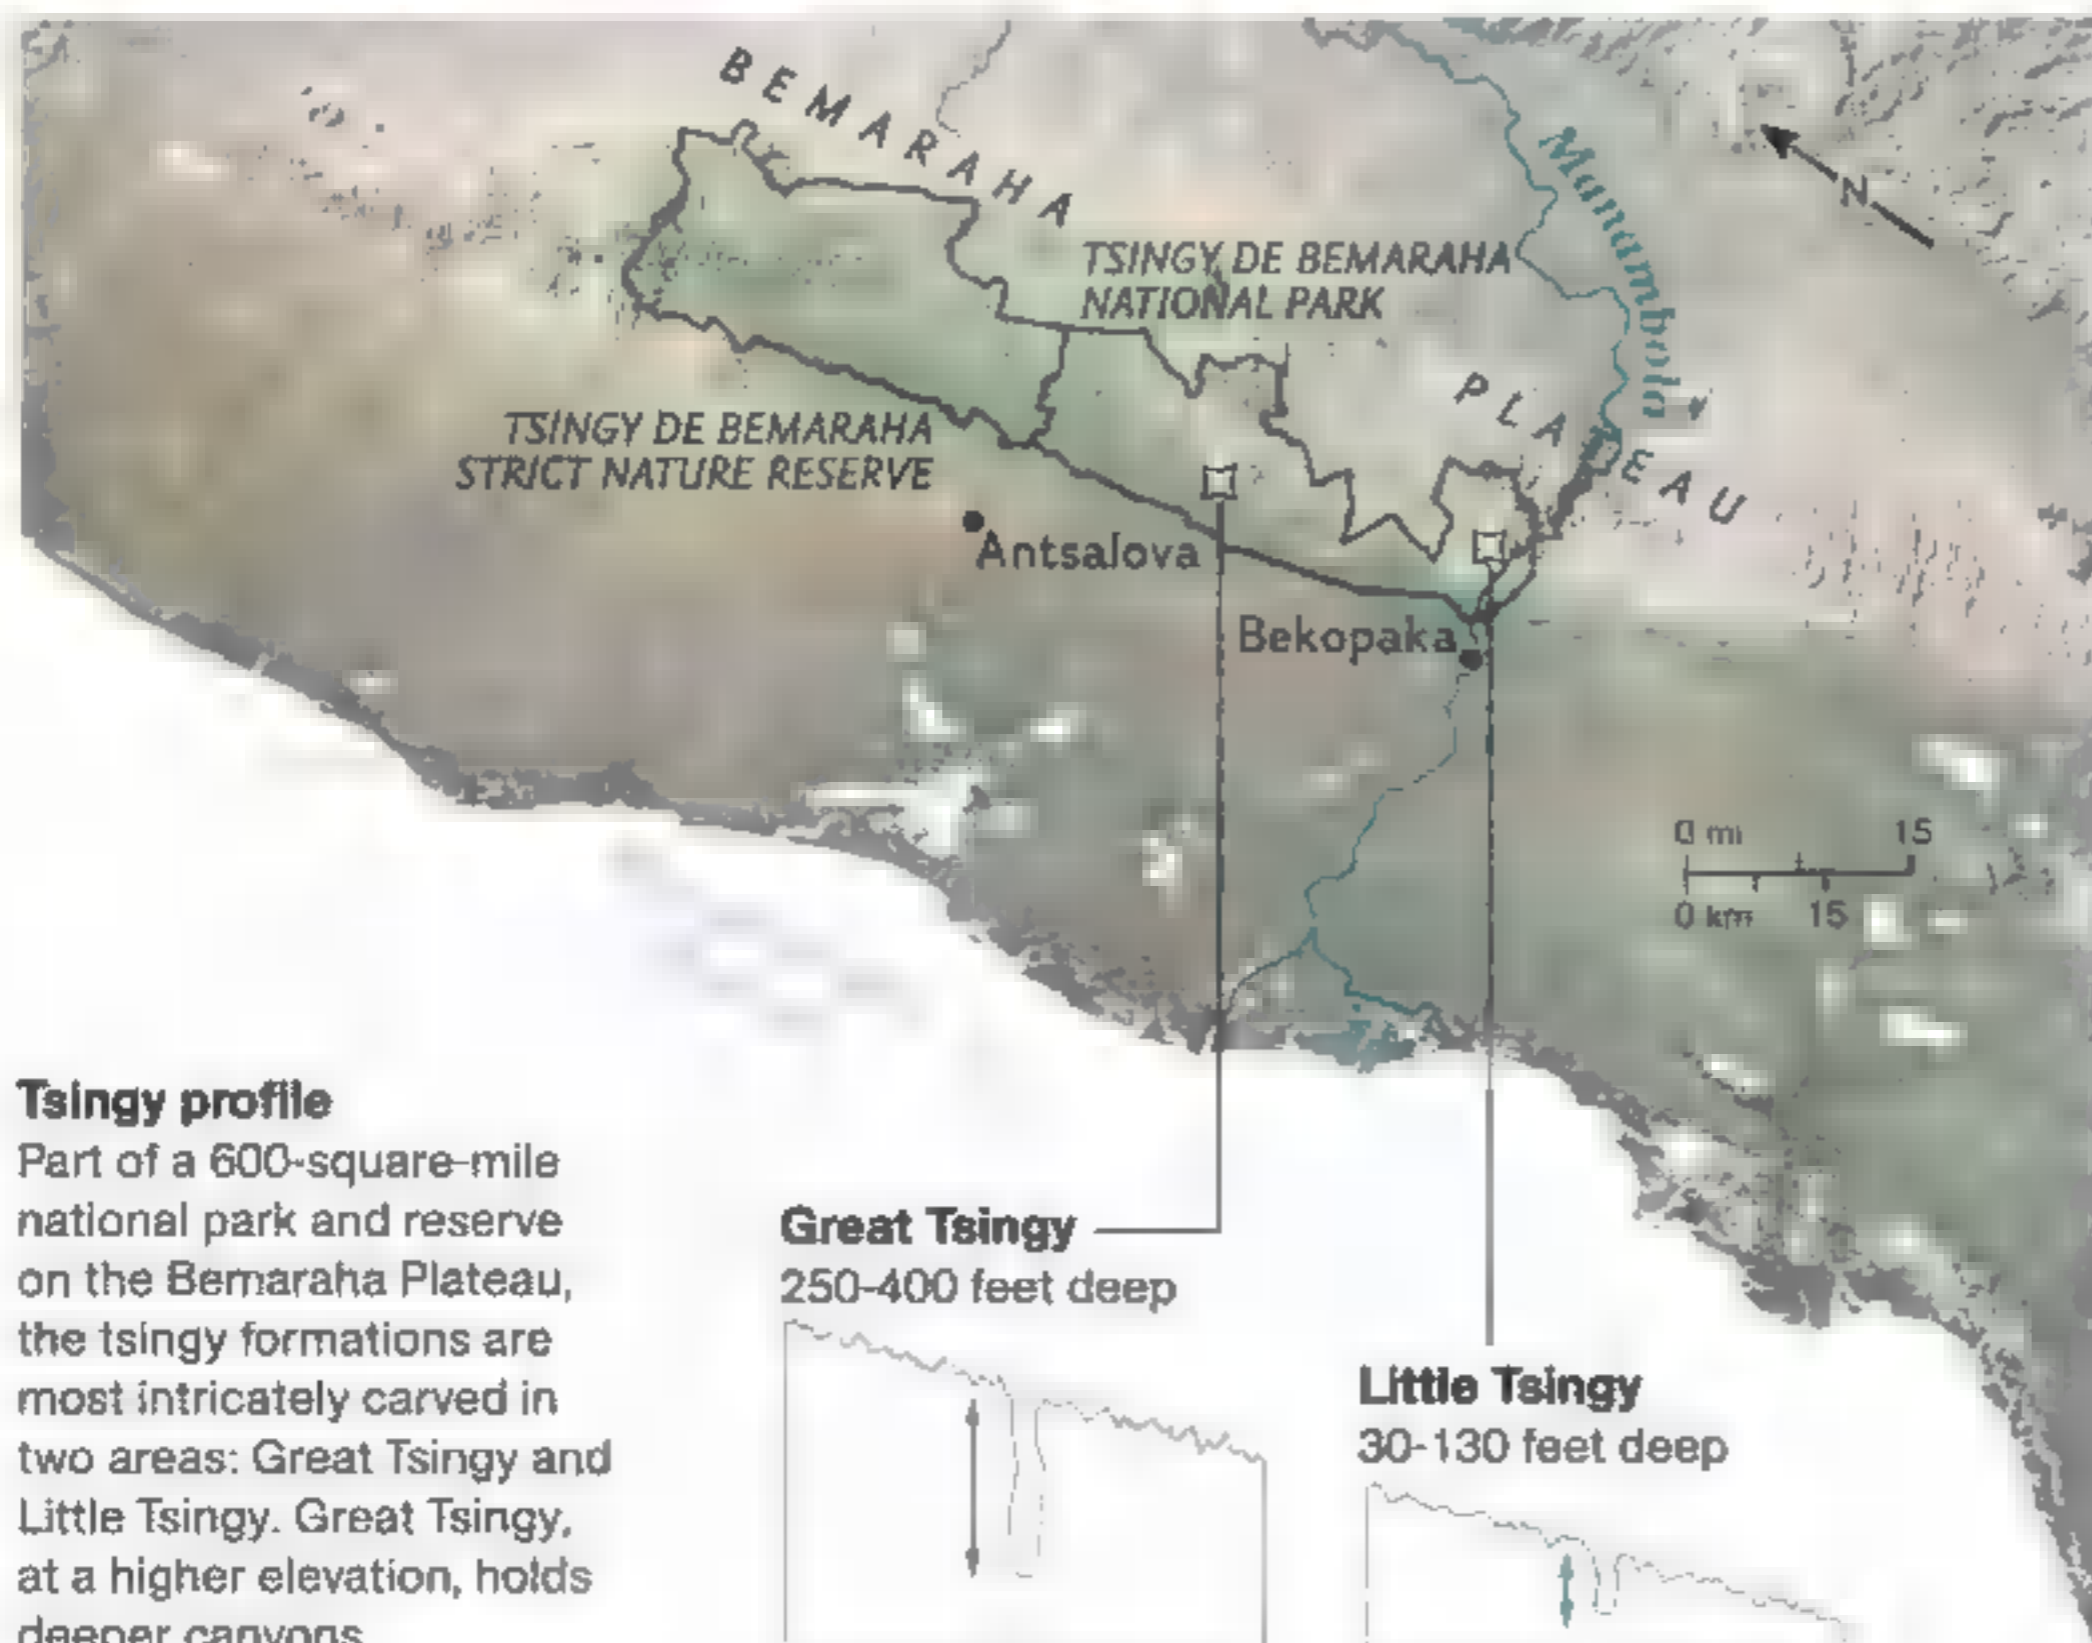 BEMARAHA
Manambolo
N
TSINGY DE BEMARAHA
NATIONAL PARK
PLATEAU
TSINGY DE BEMARAHA
STRICT NATURE RESERVE
Antsalova
Bekopaka
0 mi 15
0 km 15
Tsingy profile
Part of a 600-square-mile
national park and reserve
on the Bemaraha Plateau,
the tsingy formations are
most intricately carved in
two areas: Great Tsingy and
Little Tsingy. Great Tsingy,
at a higher elevation, holds
deeper canyons
Great Tsingy
250-400 feet deep
Little Tsingy
30-130 feet deep